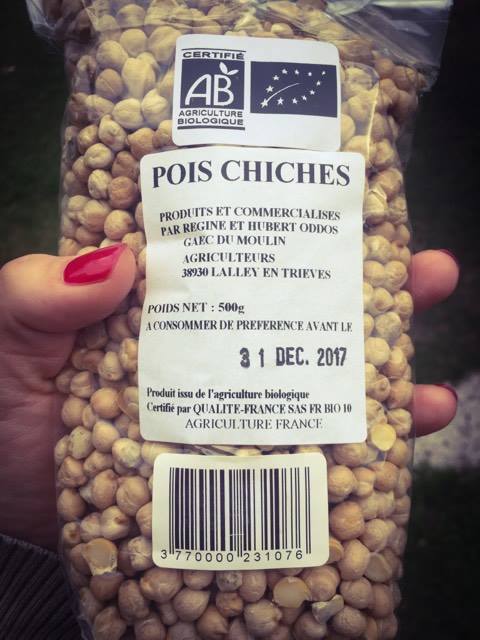 CERTIFIÉ
AB
AGRICULTURE
BIOLOGIQUE
POIS CHICHES
PRODUITS ET COMMERCIALISES
PAR REGINE ET HUBERT ODDOS
GAEC DU MOULIN
AGRICULTEURS
38930 LALLEY EN TRIEVES
POIDS NET : 500g
A CONSOMMER DE PREFERENCE AVANT LE
31 DEC. 2017
Produit issu de l'agriculture biologique
Certifié par QUALITE-FRANCE SAS FR BIO 10
AGRICULTURE FRANCE
3 770000 231076